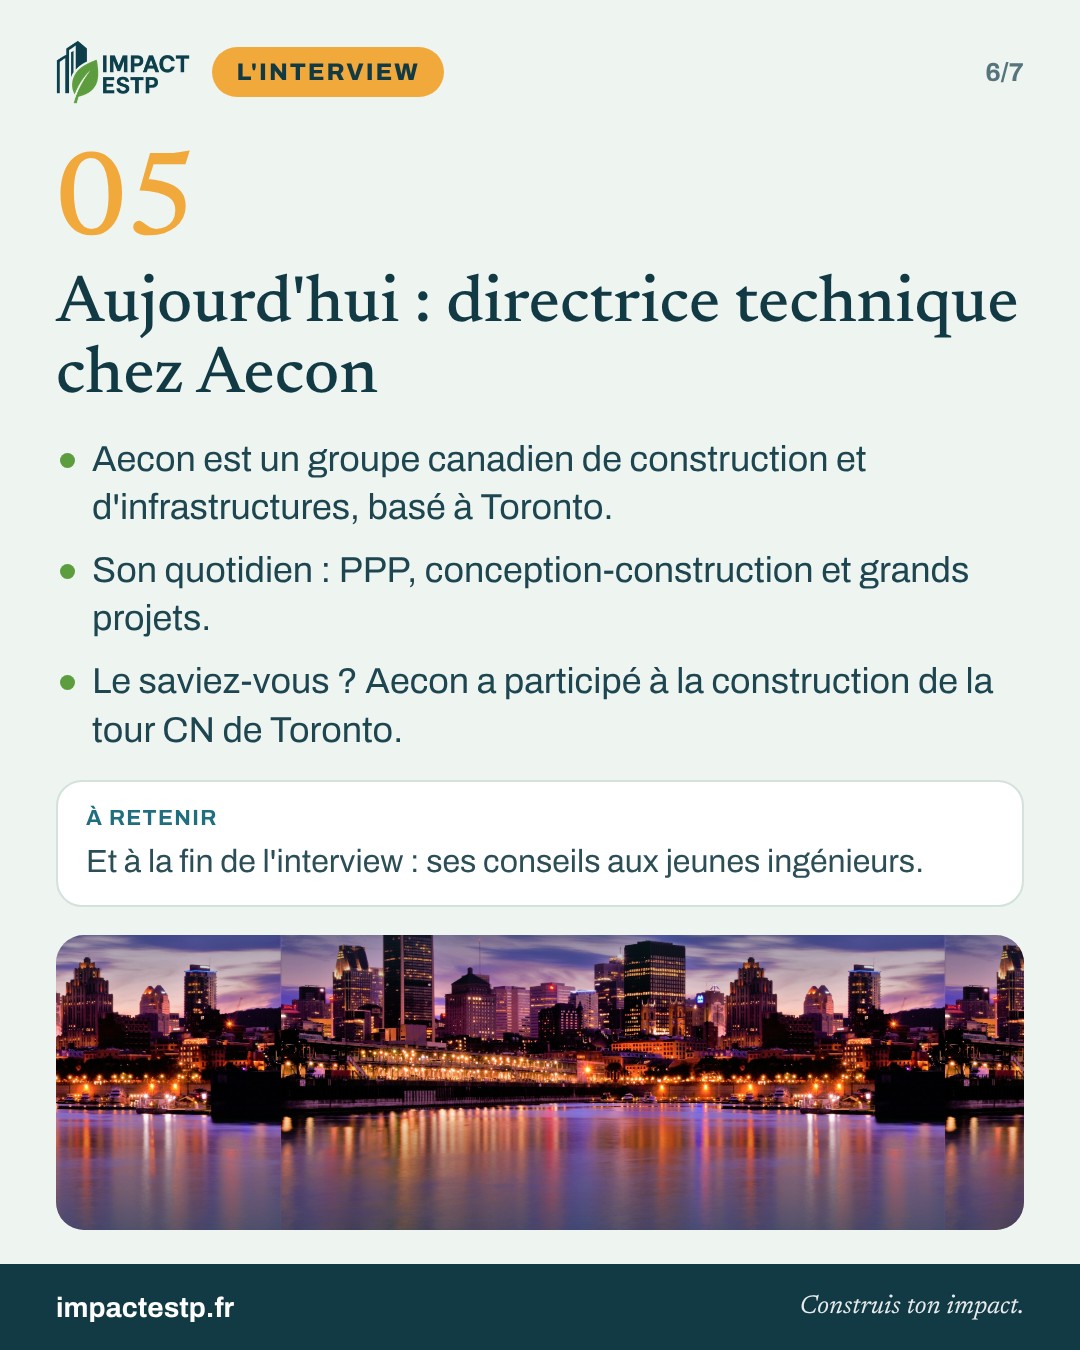 IMPACT
ESTP
L'INTERVIEW
6/7
05
Aujourd'hui : directrice technique
chez Aecon
Aecon est un groupe canadien de construction et
d'infrastructures, basé à Toronto.
Son quotidien : PPP, conception-construction et grands
projets.
Le saviez-vous ? Aecon a participé à la construction de la
tour CN de Toronto.
À RETENIR
Et à la fin de l'interview : ses conseils aux jeunes ingénieurs.
impactestp.fr
Construis ton impact.